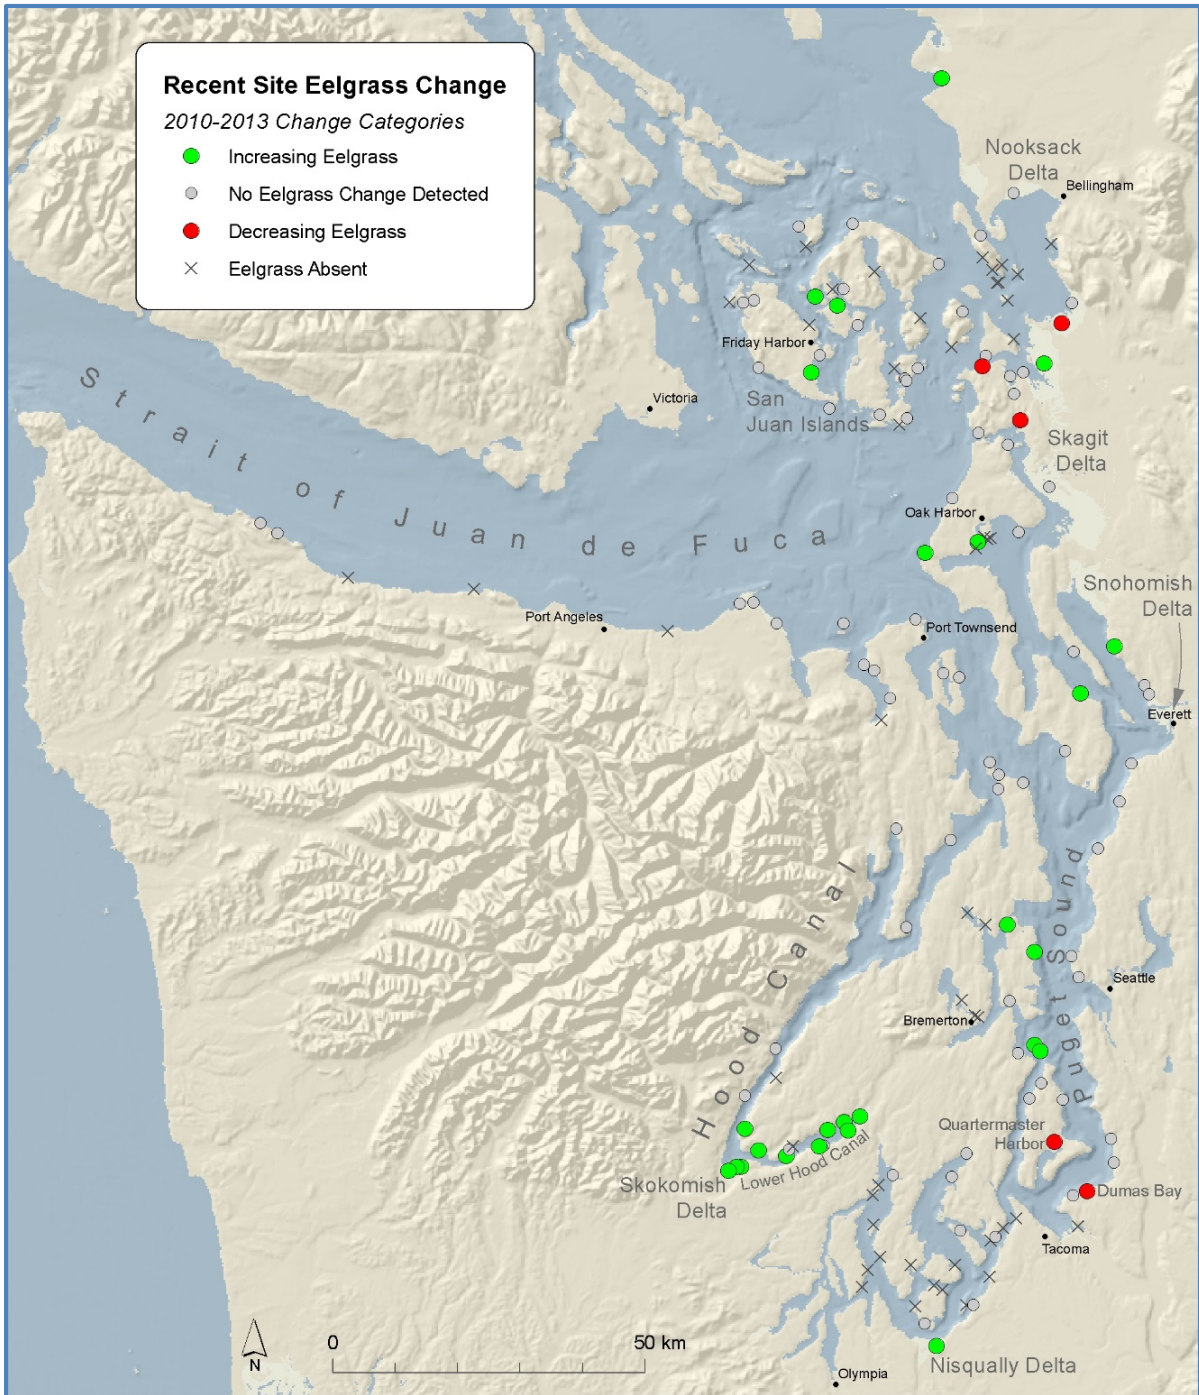 Recent Site Eelgrass Change
2010-2013 Change Categories
Increasing Eelgrass
No Eelgrass Change Detected
Decreasing Eelgrass
Eelgrass Absent
Nooksack
Delta
Bellingham
Friday Harbor
Victoria
San
Juan Islands
Skagit
Delta
Strait of Juan de Fuca
Oak Harbor
Snohomish
Delta
Port Angeles
Port Townsend
Everett
Hood Canal
Puget Sound
Seattle
Bremerton
Quartermaster
Harbor
Lower Hood Canal
Skokomish
Delta
Dumas Bay
Tacoma
0 50 km
N
Nisqually Delta
Olympia